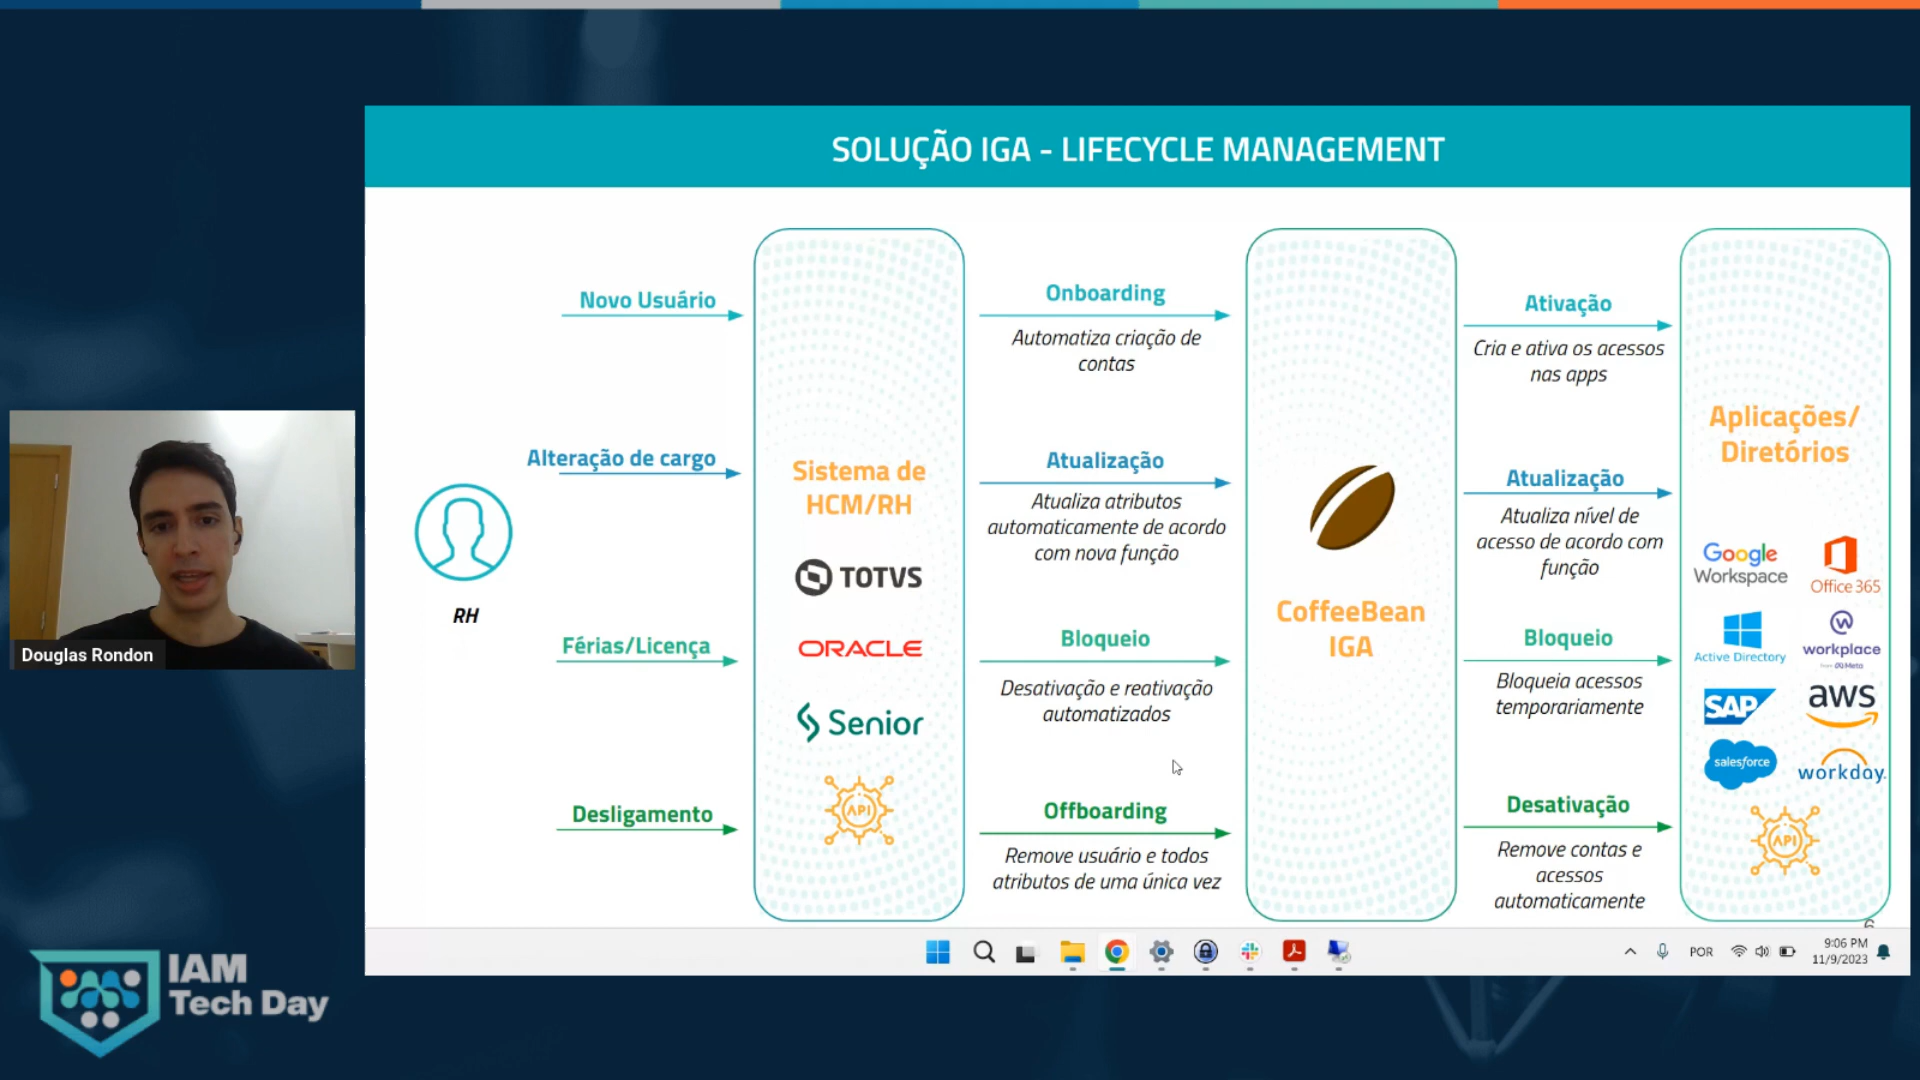 SOLUÇÃO IGA - LIFECYCLE MANAGEMENT
RH
Novo Usuário
Alteração de cargo
Férias/Licença
Desligamento
Sistema de
HCM/RH
TOTVS
ORACLE
Senior
API
Onboarding
Automatiza criação de
contas
Atualização
Atualiza atributos
automaticamente de acordo
com nova função
Bloqueio
Desativação e reativação
automatizados
Offboarding
Remove usuário e todos
atributos de uma única vez
CoffeeBean
IGA
Ativação
Cria e ativa os acessos
nas apps
Atualização
Atualiza nível de
acesso de acordo com
função
Bloqueio
Bloqueia acessos
temporariamente
Desativação
Remove contas e
acessos
automaticamente
Aplicações/
Diretórios
Google
Workspace
Office 365
Active Directory
workplace
from Meta
SAP
aws
salesforce
workday.
API
6
Douglas Rondon
POR
9:06 PM
11/9/2023
IAM
Tech Day